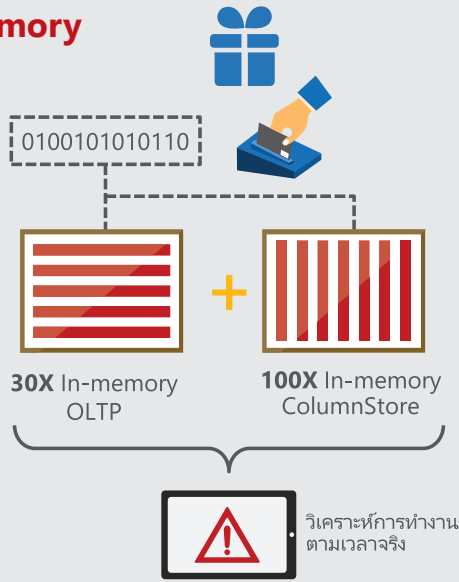 mory
0100101010110
30X In-memory
OLTP
100X In-memory
ColumnStore
วิเคราะห์การทำงาน
ตามเวลาจริง